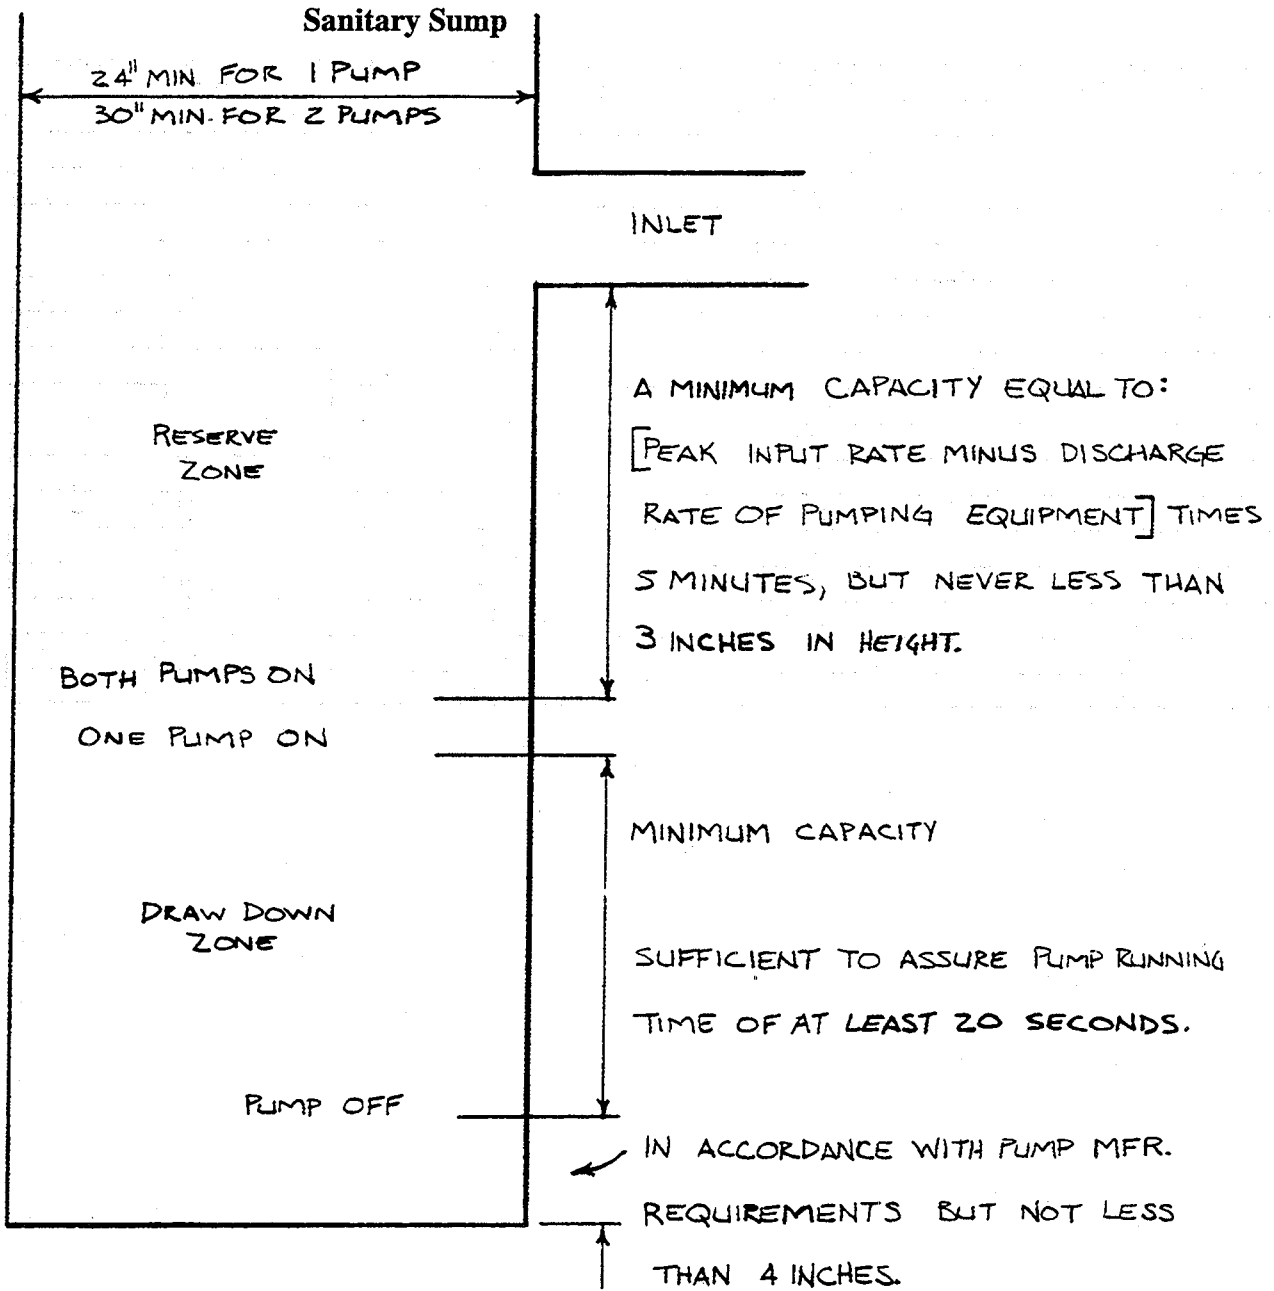 Sanitary Sump
24" MIN. FOR 1 PUMP
30" MIN. FOR 2 PUMPS
INLET
A MINIMUM CAPACITY EQUAL TO:
[PEAK INPUT RATE MINUS DISCHARGE
RATE OF PUMPING EQUIPMENT] TIMES
5 MINUTES, BUT NEVER LESS THAN
3 INCHES IN HEIGHT.
RESERVE
ZONE
BOTH PUMPS ON
ONE PUMP ON
MINIMUM CAPACITY
SUFFICIENT TO ASSURE PUMP RUNNING
TIME OF AT LEAST 20 SECONDS.
DRAW DOWN
ZONE
PUMP OFF
IN ACCORDANCE WITH PUMP MFR.
REQUIREMENTS BUT NOT LESS
THAN 4 INCHES.